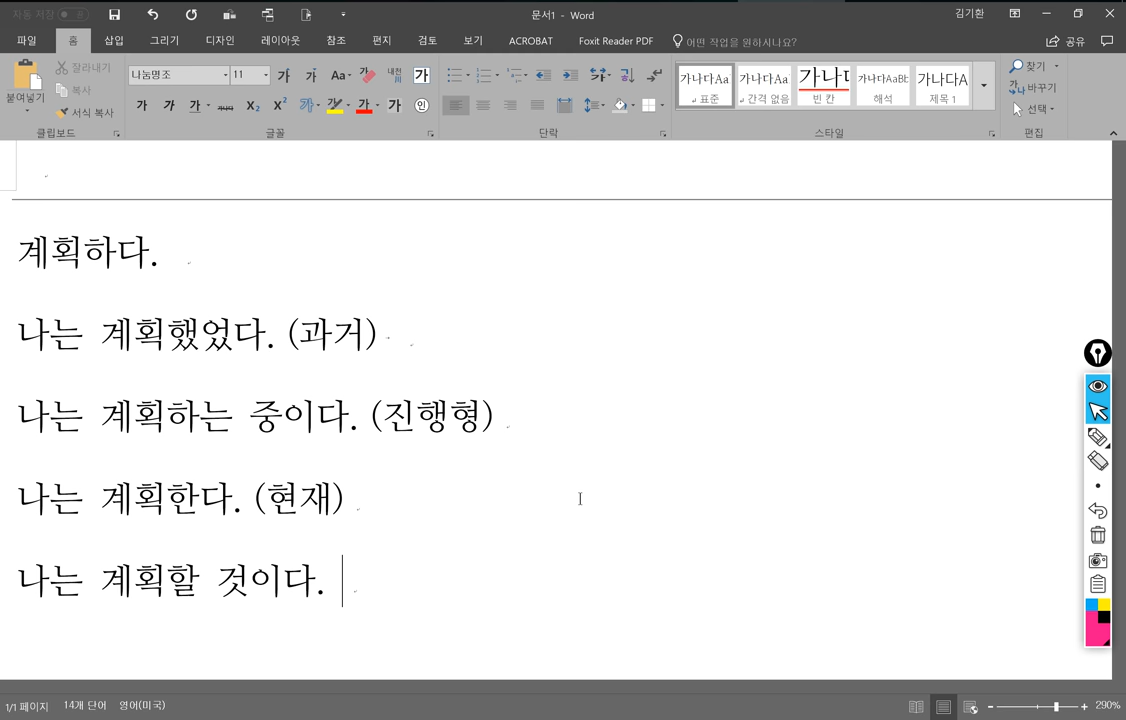 자동 저장
문서1 - Word
김기환
파일 홈 삽입 그리기 디자인 레이아웃 참조 편지 검토 보기 ACROBAT Foxit Reader PDF 어떤 작업을 원하시나요? 공유
붙여넣기
잘라내기
복사
서식 복사
클립보드
나눔명조 11
글꼴
단락
가나다Aa 표준
가나다Aa 간격 없음
가나다 빈 칸
가나다AaBb 해석
가나다A 제목 1
스타일
찾기
바꾸기
선택
편집
계획하다.
나는 계획했었다. (과거)
나는 계획하는 중이다. (진행형)
나는 계획한다. (현재)
나는 계획할 것이다.
1/1 페이지 14개 단어 영어(미국) 290%